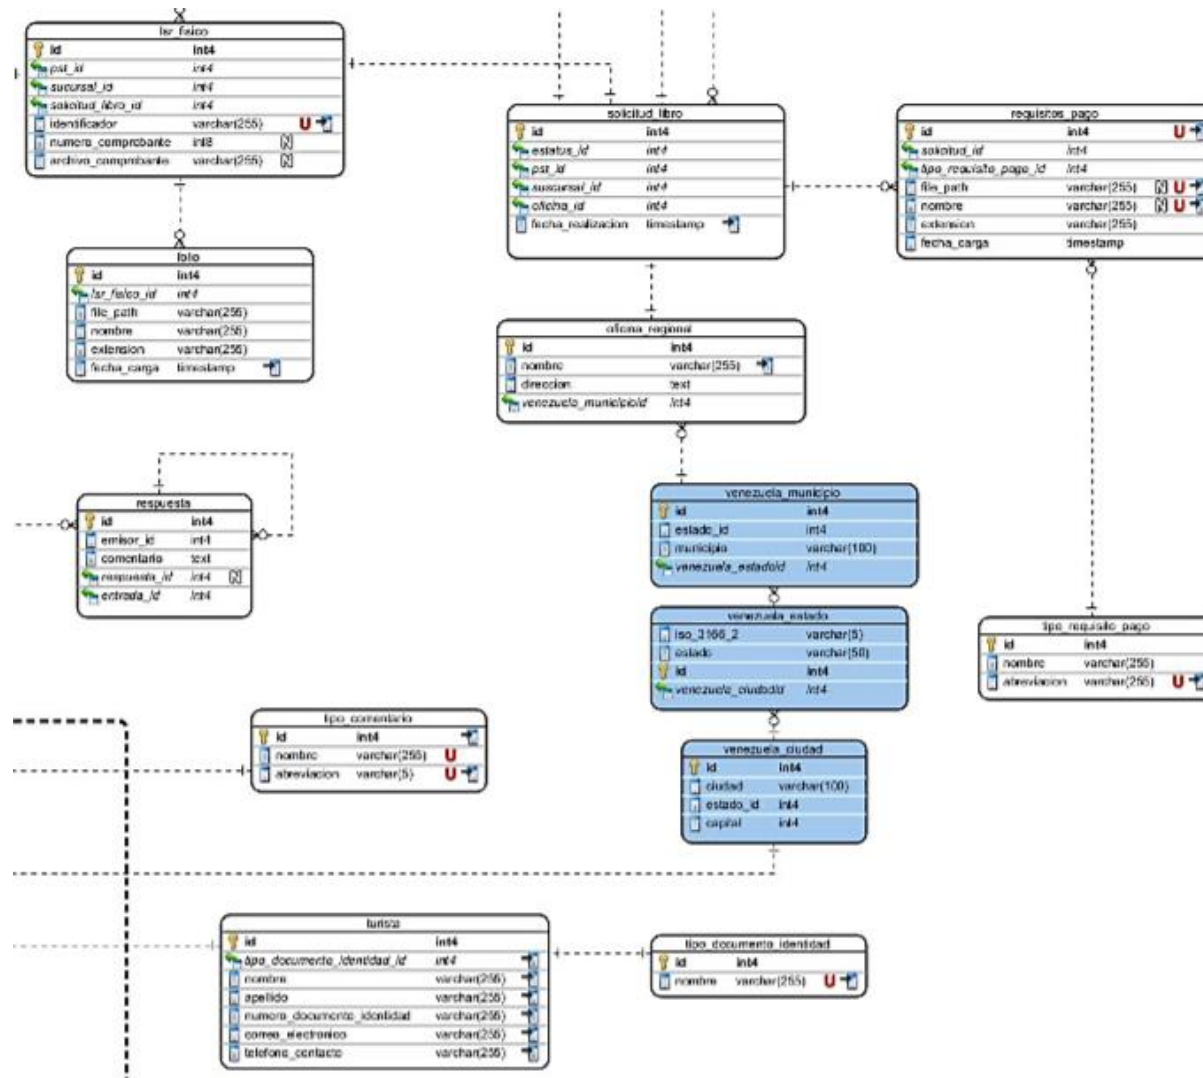 lsr_fisico
id int4
pst_id int4
sucursal_id int4
solicitud_libro_id int4
identificador varchar(255) U
numero_comprobante int8 N
archivo_comprobante varchar(255) N
solicitud_libro
id int4
estatus_id int4
pst_id int4
suscursal_id int4
oficina_id int4
fecha_realizacion timestamp
requisitos_pago
id int4 U
solicitud_id int4
tipo_requisito_pago_id int4
file_path varchar(255) N U
nombre varchar(255) N U
extension varchar(255)
fecha_carga timestamp
folio
id int4
lsr_fisico_id int4
file_path varchar(255)
nombre varchar(255)
extension varchar(255)
fecha_carga timestamp
oficina_regional
id int4
nombre varchar(255)
direccion text
venezuela_municipioid int4
respuesta
id int4
emisor_id int4
comentario text
respuesta_id int4 N
entrada_id int4
venezuela_municipio
id int4
estado_id int4
municipio varchar(100)
venezuela_estadoid int4
venezuela_estado
iso_3166_2 varchar(5)
estado varchar(50)
id int4
venezuela_ciudadid int4
tipo_requisito_pago
id int4
nombre varchar(255)
abreviacion varchar(255) U
tipo_comentario
id int4
nombre varchar(255) U
abreviacion varchar(5) U
venezuela_ciudad
id int4
ciudad varchar(100)
estado_id int4
capital int4
turista
id int4
tipo_documento_identidad_id int4
nombre varchar(255)
apellido varchar(255)
numero_documento_identidad varchar(255)
correo_electronico varchar(255)
telefono_contacto varchar(255)
tipo_documento_identidad
id int4
nombre varchar(255) U